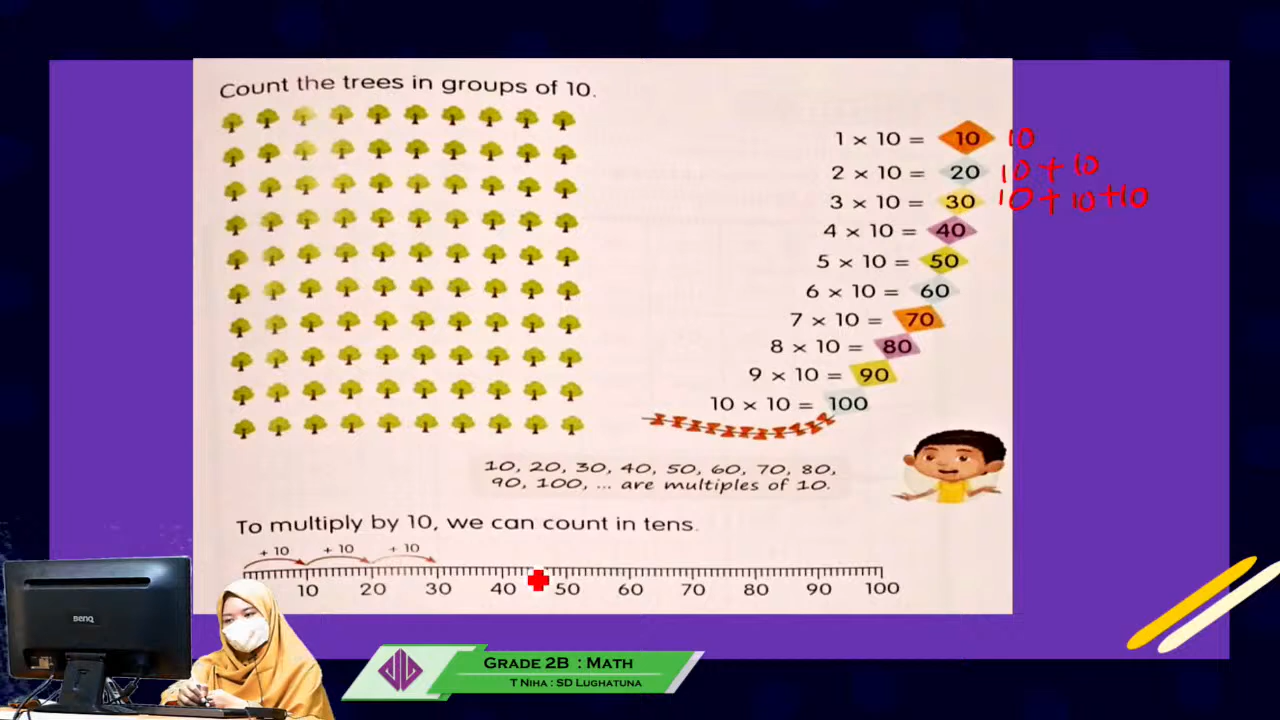 Count the trees in groups of 10.
1 × 10 = 10 10
2 × 10 = 20 10 + 10
3 × 10 = 30 10 + 10 + 10
4 × 10 = 40
5 × 10 = 50
6 × 10 = 60
7 × 10 = 70
8 × 10 = 80
9 × 10 = 90
10 × 10 = 100
10, 20, 30, 40, 50, 60, 70, 80,
90, 100, ... are multiples of 10.
To multiply by 10, we can count in tens.
+ 10 + 10 + 10
10 20 30 40 50 60 70 80 90 100
BENQ
Grade 2B : Math
T Niha : SD Lughatuna